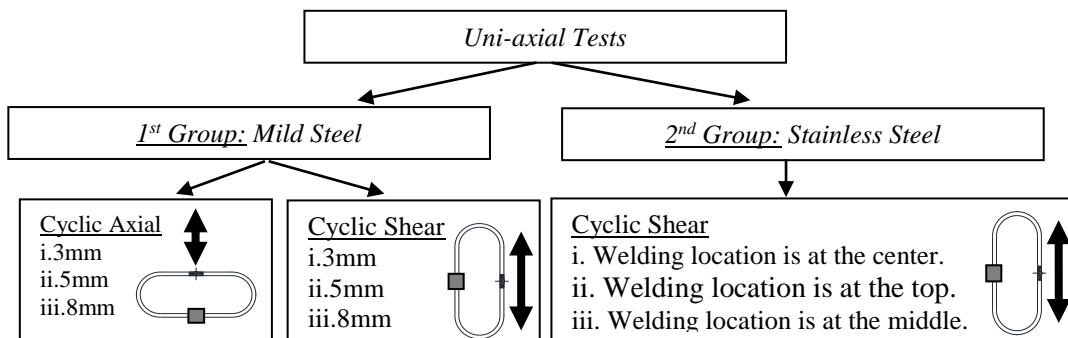 Uni-axial Tests
1st Group: Mild Steel
2nd Group: Stainless Steel
Cyclic Axial
i.3mm
ii.5mm
iii.8mm
Cyclic Shear
i.3mm
ii.5mm
iii.8mm
Cyclic Shear
i. Welding location is at the center.
ii. Welding location is at the top.
iii. Welding location is at the middle.